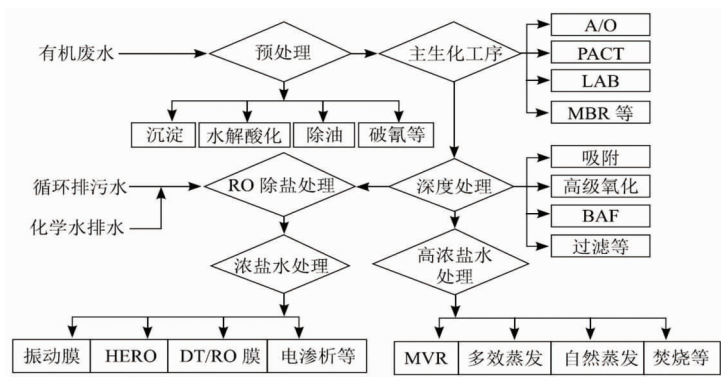 有机废水
预处理
主生化工序
A/O
PACT
LAB
MBR 等
沉淀
水解酸化
除油
破氰等
循环排污水
化学水排水
RO 除盐处理
深度处理
吸附
高级氧化
BAF
过滤等
浓盐水处理
高浓盐水
处理
振动膜
HERO
DT/RO 膜
电渗析等
MVR
多效蒸发
自然蒸发
焚烧等